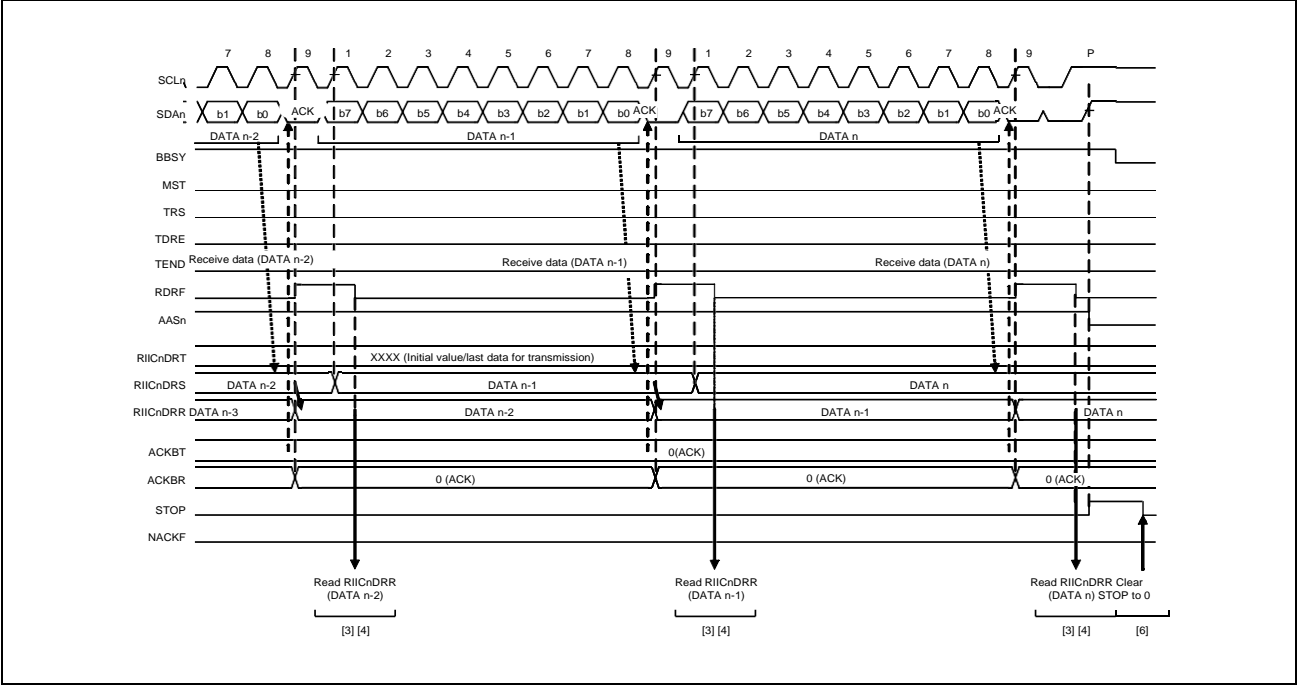 7 8 9 1 2 3 4 5 6 7 8 9 1 2 3 4 5 6 7 8 9 P
SCLn
SDAn b1 b0 ACK b7 b6 b5 b4 b3 b2 b1 b0 ACK b7 b6 b5 b4 b3 b2 b1 b0 ACK
DATA n-2 DATA n-1 DATA n
BBSY
MST
TRS
TDRE
TEND Receive data (DATA n-2) Receive data (DATA n-1) Receive data (DATA n)
RDRF
AASn
RIICnDRT XXXX (Initial value/last data for transmission)
RIICnDRS DATA n-2 DATA n-1 DATA n
RIICnDRR DATA n-3 DATA n-2 DATA n-1 DATA n
ACKBT 0(ACK)
ACKBR 0 (ACK) 0 (ACK) 0 (ACK)
STOP
NACKF
Read RIICnDRR Read RIICnDRR Read RIICnDRR Clear
(DATA n-2) (DATA n-1) (DATA n) STOP to 0
[3] [4] [3] [4] [3] [4] [6]